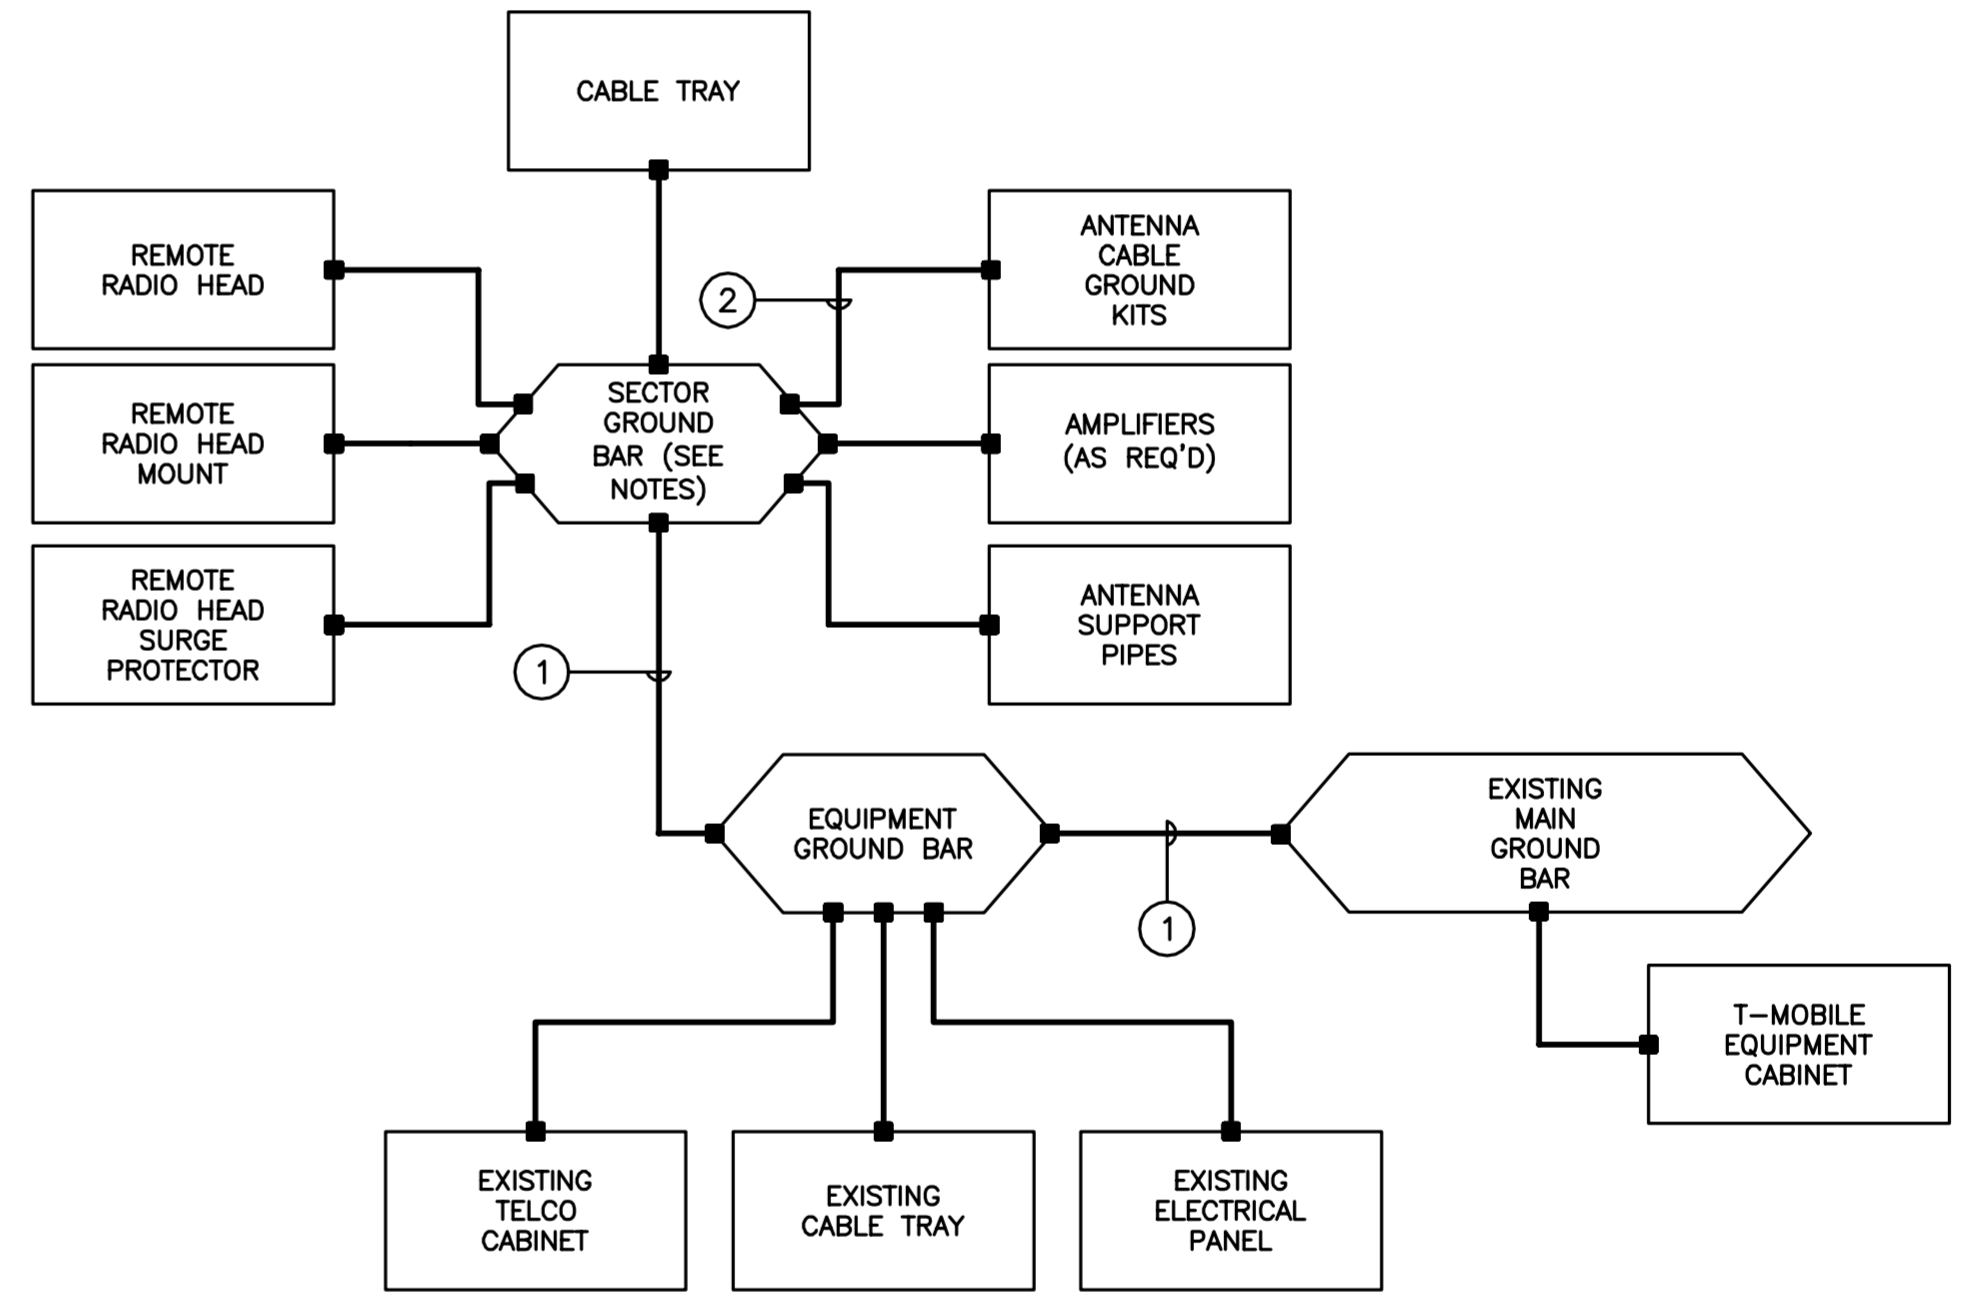 CABLE TRAY
REMOTE
RADIO HEAD
ANTENNA
CABLE
GROUND
KITS
2
REMOTE
RADIO HEAD
MOUNT
SECTOR
GROUND
BAR (SEE
NOTES)
AMPLIFIERS
(AS REQ'D)
REMOTE
RADIO HEAD
SURGE
PROTECTOR
ANTENNA
SUPPORT
PIPES
1
EQUIPMENT
GROUND BAR
EXISTING
MAIN
GROUND
BAR
1
T-MOBILE
EQUIPMENT
CABINET
EXISTING
TELCO
CABINET
EXISTING
CABLE TRAY
EXISTING
ELECTRICAL
PANEL